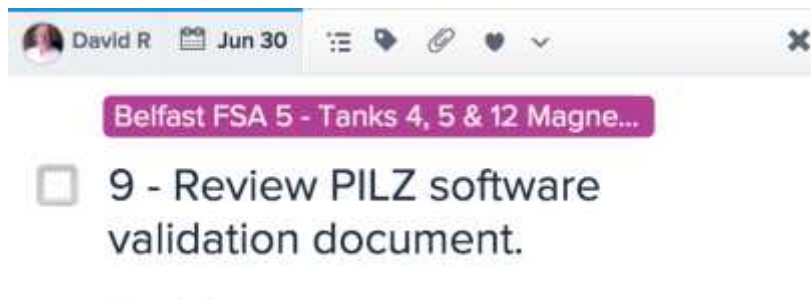 David R Jun 30
Belfast FSA 5 - Tanks 4, 5 & 12 Magne...
9 - Review PILZ software
validation document.